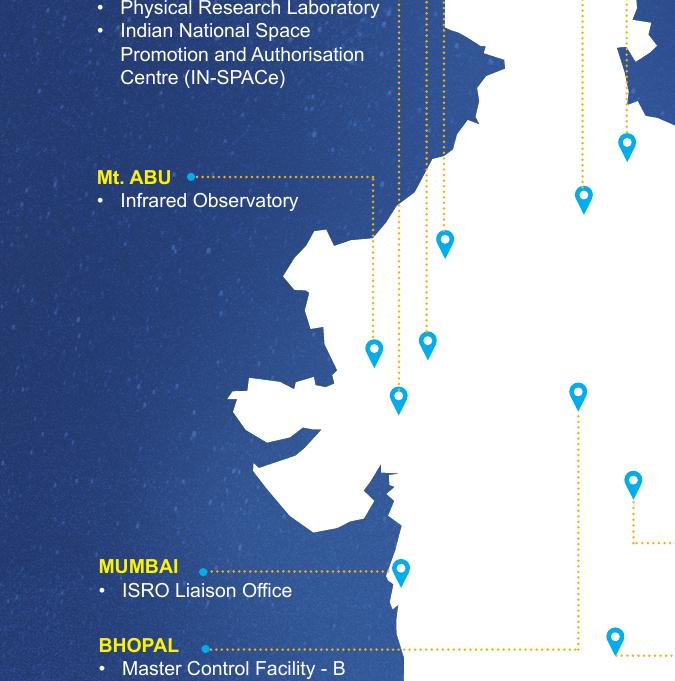 • Physical Research Laboratory
• Indian National Space
Promotion and Authorisation
Centre (IN-SPACe)
Mt. ABU
• Infrared Observatory
MUMBAI
• ISRO Liaison Office
BHOPAL
• Master Control Facility - B